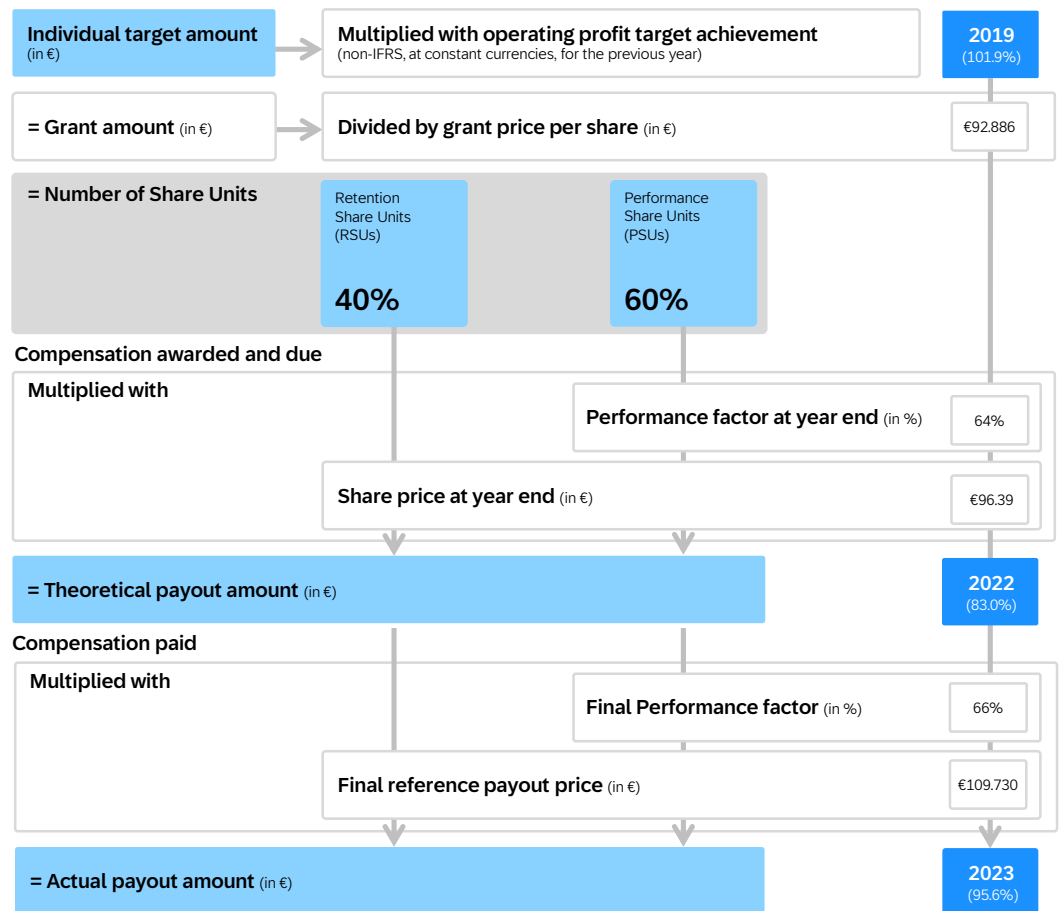 Individual target amount
(in €)
Multiplied with operating profit target achievement
(non-IFRS, at constant currencies, for the previous year)
2019
(101.9%)
= Grant amount (in €)
Divided by grant price per share (in €)
€92.886
= Number of Share Units
Retention
Share Units
(RSUs)
40%
Performance
Share Units
(PSUs)
60%
Compensation awarded and due
Multiplied with
Performance factor at year end (in %)
64%
Share price at year end (in €)
€96.39
= Theoretical payout amount (in €)
2022
(83.0%)
Compensation paid
Multiplied with
Final Performance factor (in %)
66%
Final reference payout price (in €)
€109.730
= Actual payout amount (in €)
2023
(95.6%)